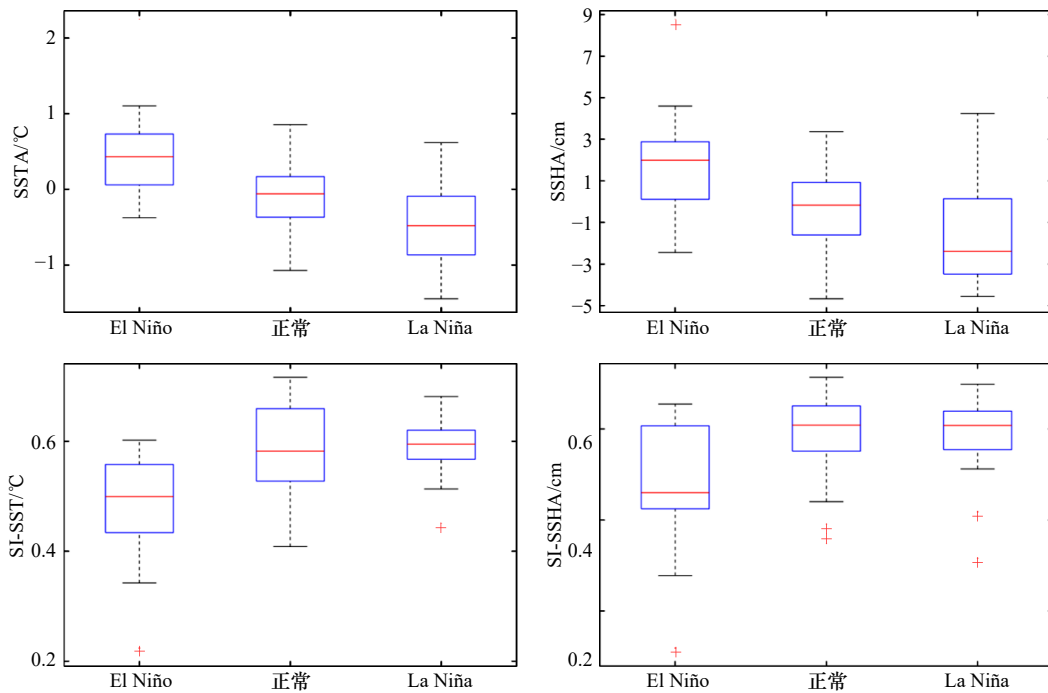 SSTA/℃
2
1
0
−1
El Niño 正常 La Niña
SSHA/cm
9
7
5
3
1
−1
−3
−5
El Niño 正常 La Niña
SI-SST/℃
0.6
0.4
0.2
El Niño 正常 La Niña
SI-SSHA/cm
0.6
0.4
0.2
El Niño 正常 La Niña